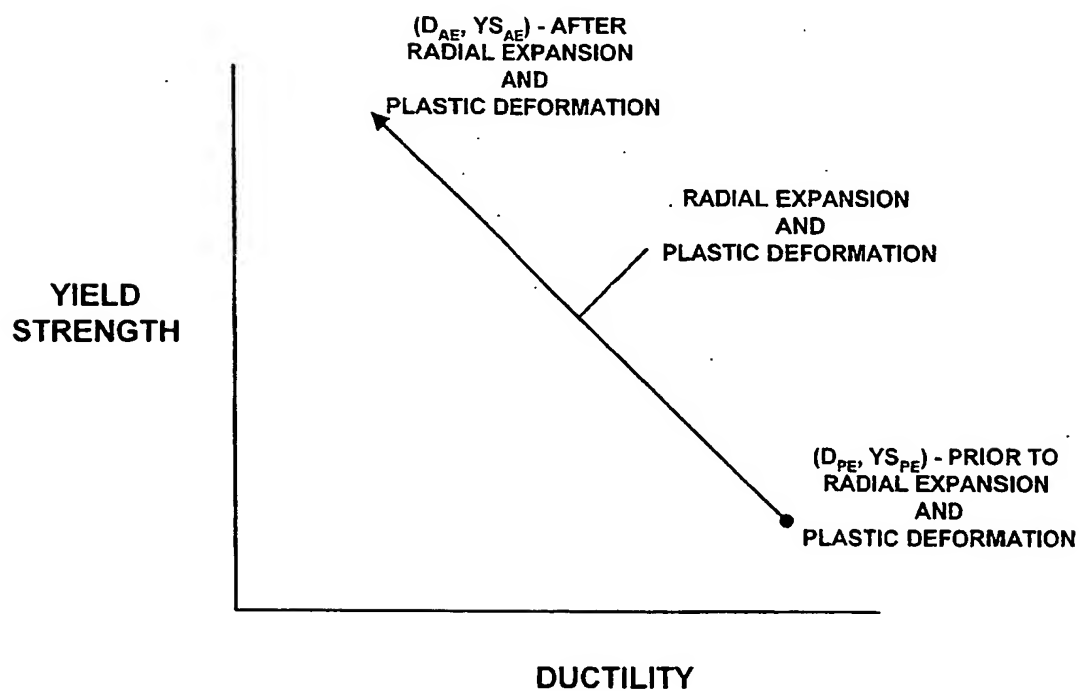 (D_AE, YS_AE) - AFTER
RADIAL EXPANSION
AND
PLASTIC DEFORMATION
RADIAL EXPANSION
AND
PLASTIC DEFORMATION
YIELD
STRENGTH
(D_PE, YS_PE) - PRIOR TO
RADIAL EXPANSION
AND
PLASTIC DEFORMATION
DUCTILITY